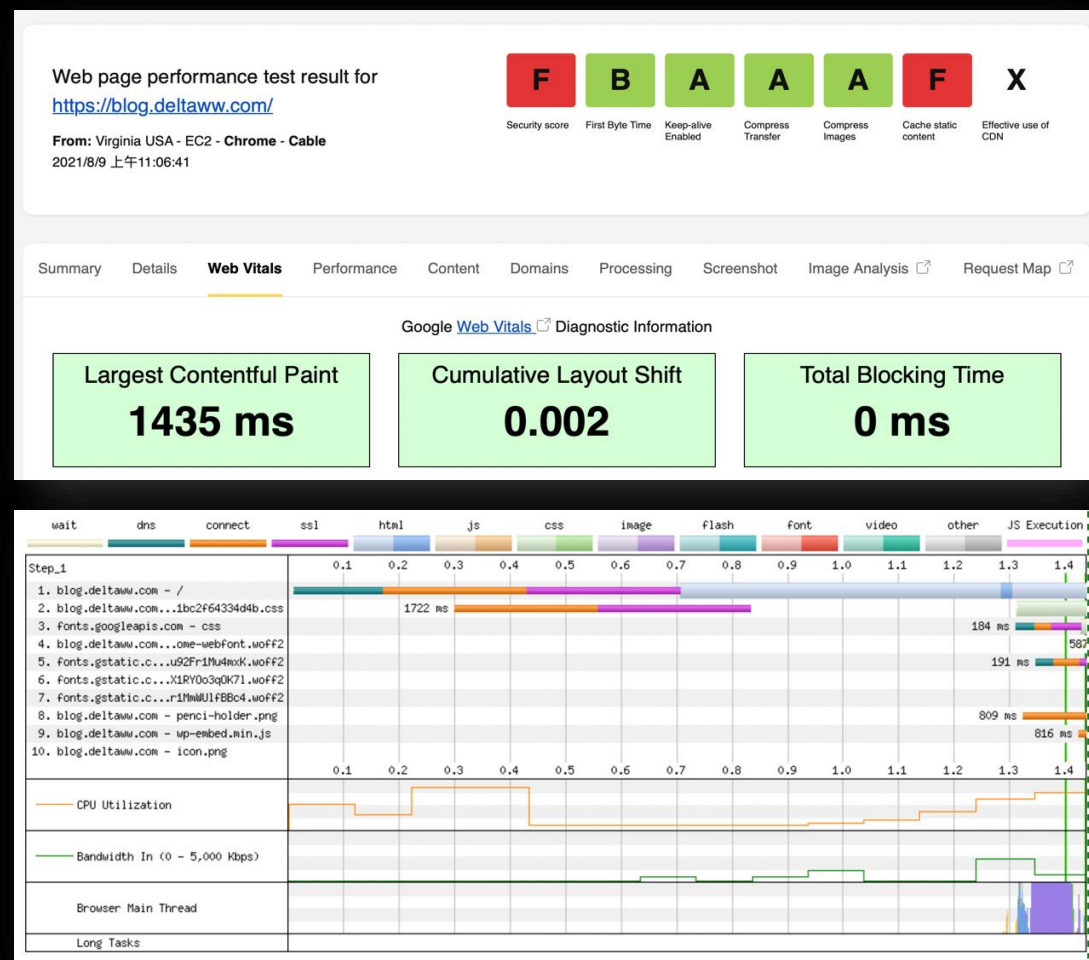 Web page performance test result for
https://blog.deltaww.com/
From: Virginia USA - EC2 - Chrome - Cable
2021/8/9 上午11:06:41
F B A A A F X
Security score First Byte Time Keep-alive Enabled Compress Transfer Compress Images Cache static content Effective use of CDN
Summary Details Web Vitals Performance Content Domains Processing Screenshot Image Analysis Request Map
Google Web Vitals Diagnostic Information
Largest Contentful Paint Cumulative Layout Shift Total Blocking Time
1435 ms 0.002 0 ms
wait dns connect ssl html js css image flash font video other JS Execution
Step_1 0.1 0.2 0.3 0.4 0.5 0.6 0.7 0.8 0.9 1.0 1.1 1.2 1.3 1.4
1. blog.deltaww.com - /
2. blog.deltaww.com...1bc2f64334d4b.css 1722 ms
3. fonts.googleapis.com - css 184 ms
4. blog.deltaww.com...ome-webfont.woff2 587
5. fonts.gstatic.c...u92Fr1Mu4mxK.woff2 191 ms
6. fonts.gstatic.c...X1RYOo3qOK7l.woff2
7. fonts.gstatic.c...r1MmWUlfBBc4.woff2
8. blog.deltaww.com - penci-holder.png 809 ms
9. blog.deltaww.com - wp-embed.min.js 816 ms
10. blog.deltaww.com - icon.png
0.1 0.2 0.3 0.4 0.5 0.6 0.7 0.8 0.9 1.0 1.1 1.2 1.3 1.4
CPU Utilization
Bandwidth In (0 - 5,000 Kbps)
Browser Main Thread
Long Tasks